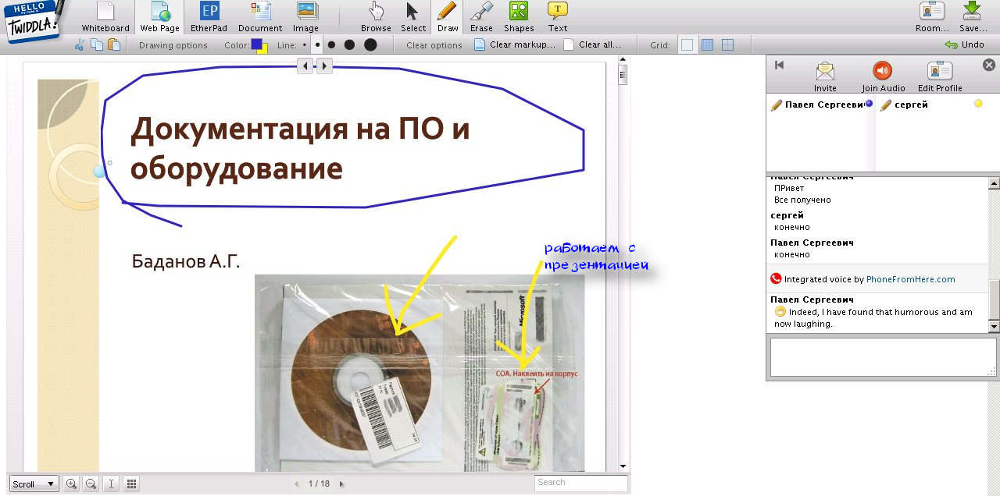 HELLO
my name is
TWIDDLA!
Whiteboard
Web Page
EP
EtherPad
Document
Image
Browse
Select
Draw
Erase
Shapes
T
Text
Room...
Save...
Drawing options
Color:
Line:
Clear options
Clear markup...
Clear all...
Grid:
Undo
Документация на ПО и
оборудование
Баданов А.Г.
работаем с
презентацией
Microsoft
COA. Наклеить на корпус
Scroll
1 / 18
Search
Invite
Join Audio
Edit Profile
Павел Сергееви
сергей
Павел Сергеевич
ПРивет
Все получено
сергей
конечно
Павел Сергеевич
конечно
Integrated voice by PhoneFromHere.com
Павел Сергеевич
Indeed, I have found that humorous and am
now laughing.